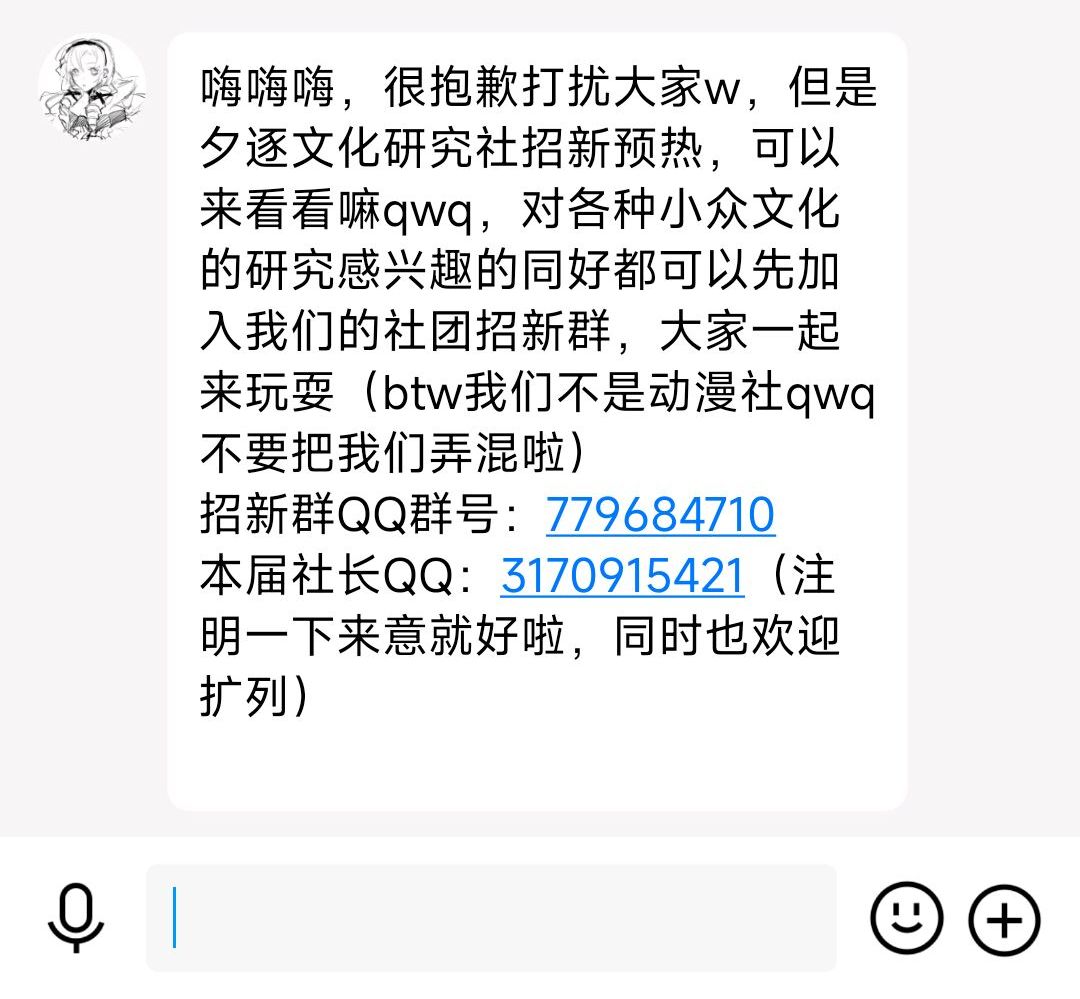 嗨嗨嗨，很抱歉打扰大家w，但是
夕逐文化研究社招新预热，可以
来看看嘛qwq，对各种小众文化
的研究感兴趣的同好都可以先加
入我们的社团招新群，大家一起
来玩耍（btw我们不是动漫社qwq
不要把我们弄混啦）
招新群QQ群号：779684710
本届社长QQ：3170915421（注
明一下来意就好啦，同时也欢迎
扩列）